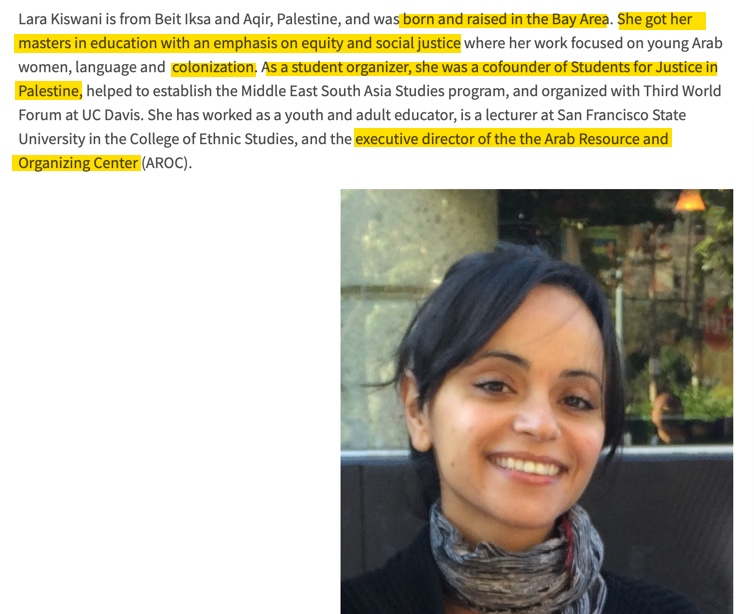 Lara Kiswani is from Beit Iksa and Aqir, Palestine, and was born and raised in the Bay Area. She got her
masters in education with an emphasis on equity and social justice where her work focused on young Arab
women, language and colonization. As a student organizer, she was a cofounder of Students for Justice in
Palestine, helped to establish the Middle East South Asia Studies program, and organized with Third World
Forum at UC Davis. She has worked as a youth and adult educator, is a lecturer at San Francisco State
University in the College of Ethnic Studies, and the executive director of the the Arab Resource and
Organizing Center (AROC).